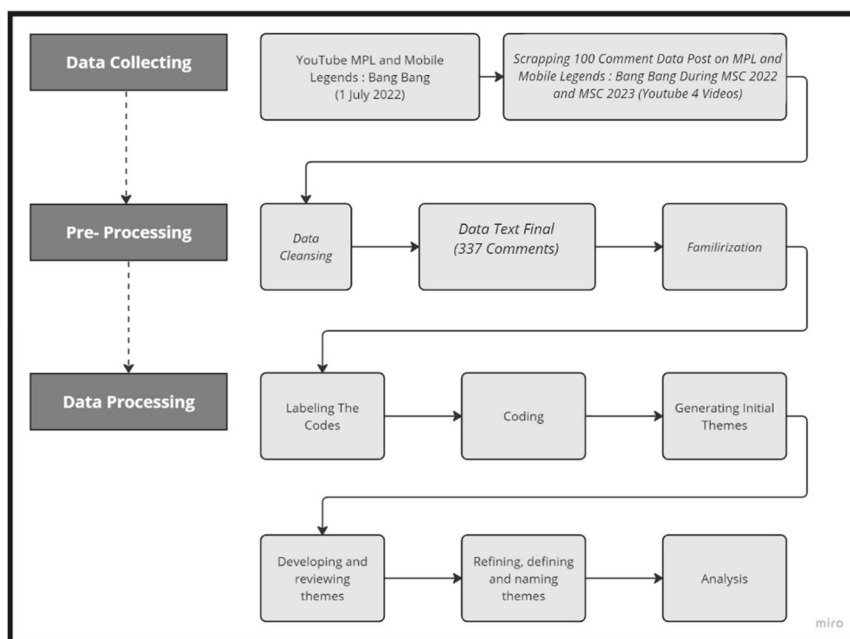 Data Collecting
YouTube MPL and Mobile
Legends : Bang Bang
(1 July 2022)
Scrapping 100 Comment Data Post on MPL and
Mobile Legends : Bang Bang During MSC 2022
and MSC 2023 (Youtube 4 Videos)
Pre- Processing
Data
Cleansing
Data Text Final
(337 Comments)
Familirization
Data Processing
Labeling The
Codes
Coding
Generating Initial
Themes
Developing and
reviewing
themes
Refining, defining
and naming
themes
Analysis
miro